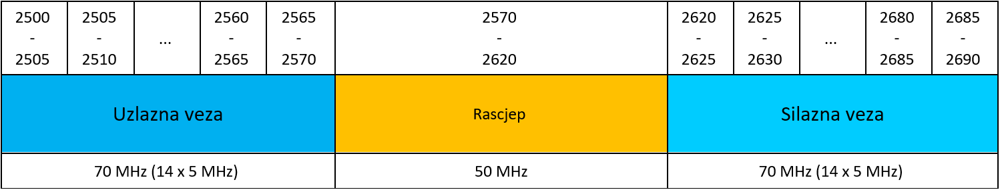 2500 - 2505
2505 - 2510
...
2560 - 2565
2565 - 2570
2570 - 2620
2620 - 2625
2625 - 2630
...
2680 - 2685
2685 - 2690
Uzlazna veza
Rascjep
Silazna veza
70 MHz (14 x 5 MHz)
50 MHz
70 MHz (14 x 5 MHz)